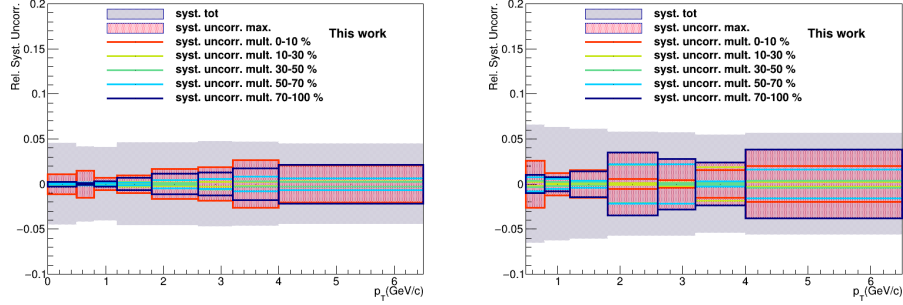 Rel. Syst. Uncorr.
0.2
0.15
0.1
0.05
0
−0.05
−0.1
syst. tot
syst. uncorr. max.
syst. uncorr. mult. 0-10 %
syst. uncorr. mult. 10-30 %
syst. uncorr. mult. 30-50 %
syst. uncorr. mult. 50-70 %
syst. uncorr. mult. 70-100 %
This work
0 1 2 3 4 5 6
p_T(GeV/c)
Rel. Syst. Uncorr.
0.2
0.15
0.1
0.05
0
−0.05
−0.1
syst. tot
syst. uncorr. max.
syst. uncorr. mult. 0-10 %
syst. uncorr. mult. 10-30 %
syst. uncorr. mult. 30-50 %
syst. uncorr. mult. 50-70 %
syst. uncorr. mult. 70-100 %
This work
1 2 3 4 5 6
p_T(GeV/c)